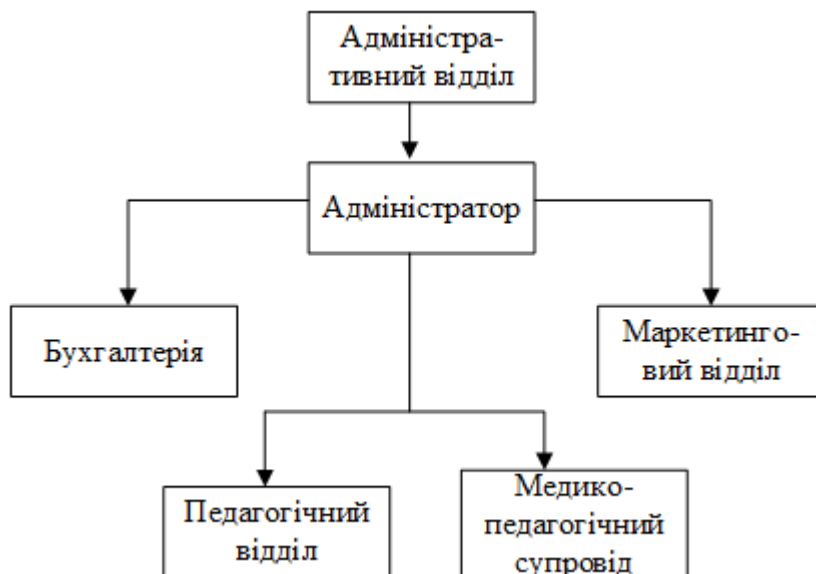 Адміністра-
тивний відділ
Адміністратор
Бухгалтерія
Маркетинго-
вий відділ
Педагогічний
відділ
Медико-
педагогічний
супровід